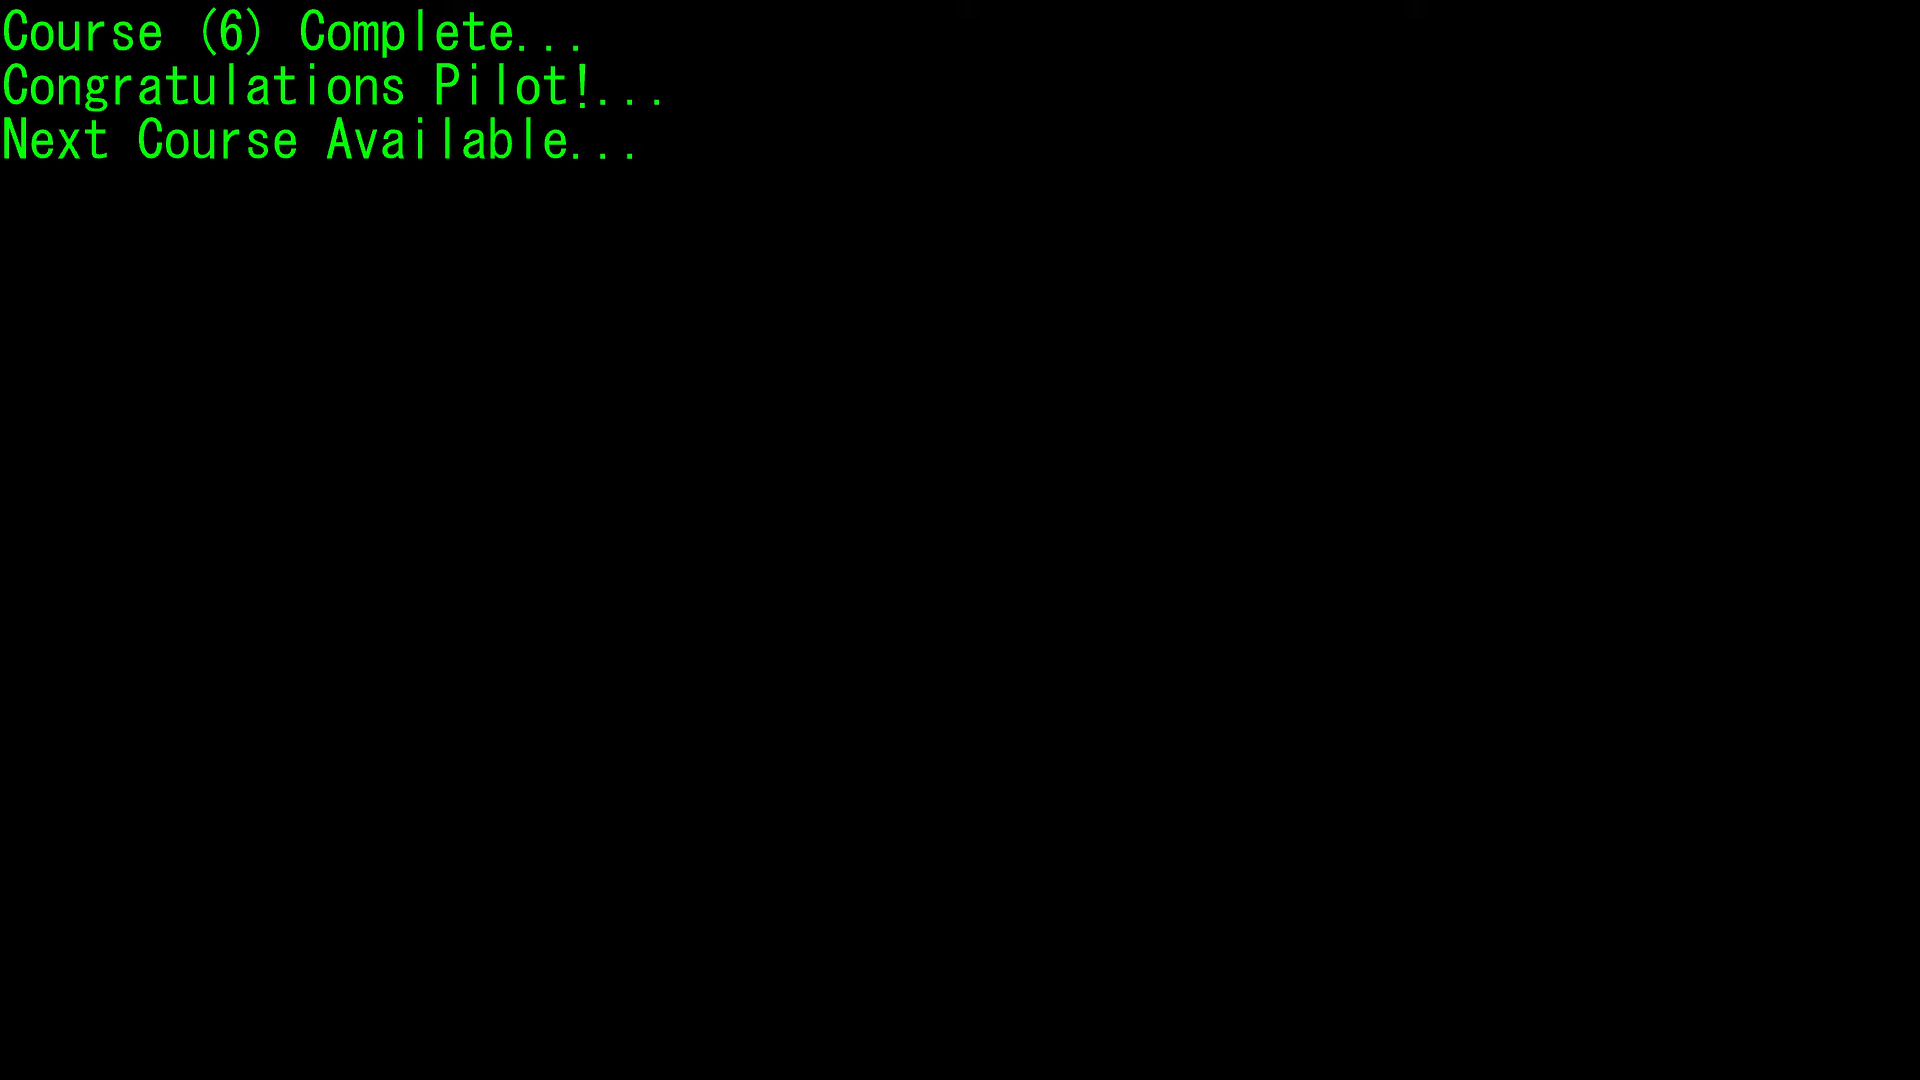 Course (6) Complete...
Congratulations Pilot!...
Next Course Available...